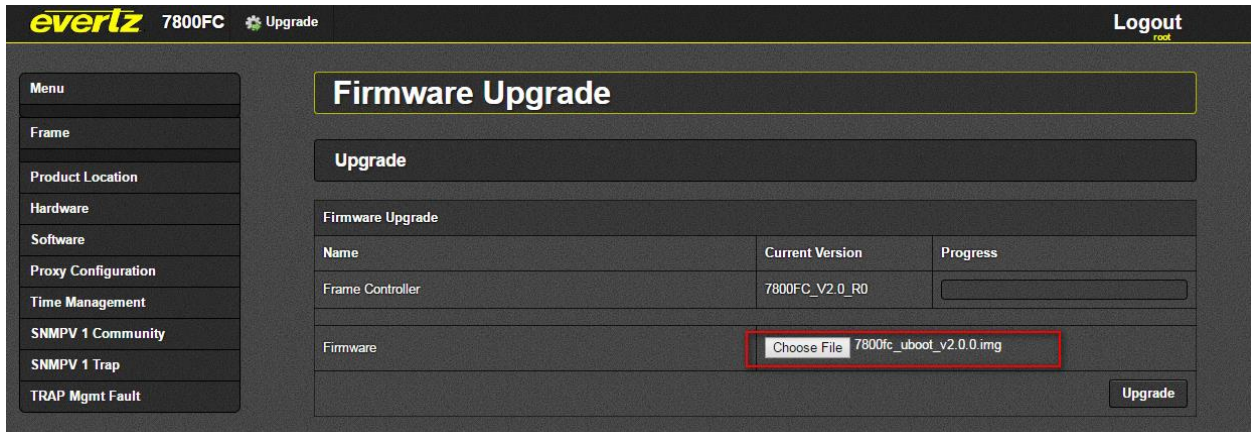 evertz 7800FC Upgrade Logout
root
Menu
Frame
Product Location
Hardware
Software
Proxy Configuration
Time Management
SNMPV 1 Community
SNMPV 1 Trap
TRAP Mgmt Fault
Firmware Upgrade
Upgrade
Firmware Upgrade
Name Current Version Progress
Frame Controller 7800FC_V2.0_R0
Firmware Choose File 7800fc_uboot_v2.0.0.img
Upgrade